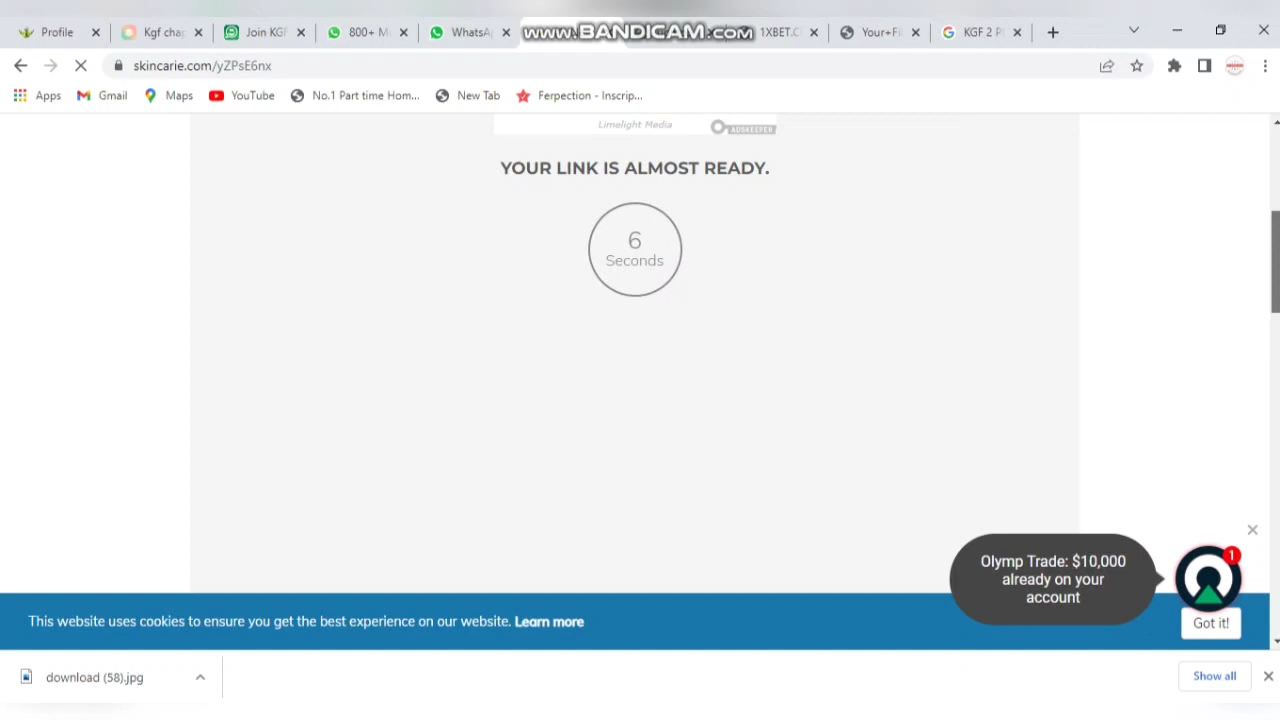 Profile
Kgf cha
Join KGF
800+ M
WhatsA
www.BANDICAM.com
1XBET.C
Your+Fi
KGF 2 P
skincarie.com/yZPsE6nx
Apps
Gmail
Maps
YouTube
No.1 Part time Hom...
New Tab
Ferpection - Inscrip...
Limelight Media
ADSKEEPER
YOUR LINK IS ALMOST READY.
6
Seconds
Olymp Trade: $10,000
already on your
account
1
This website uses cookies to ensure you get the best experience on our website. Learn more
Got it!
download (58).jpg
Show all